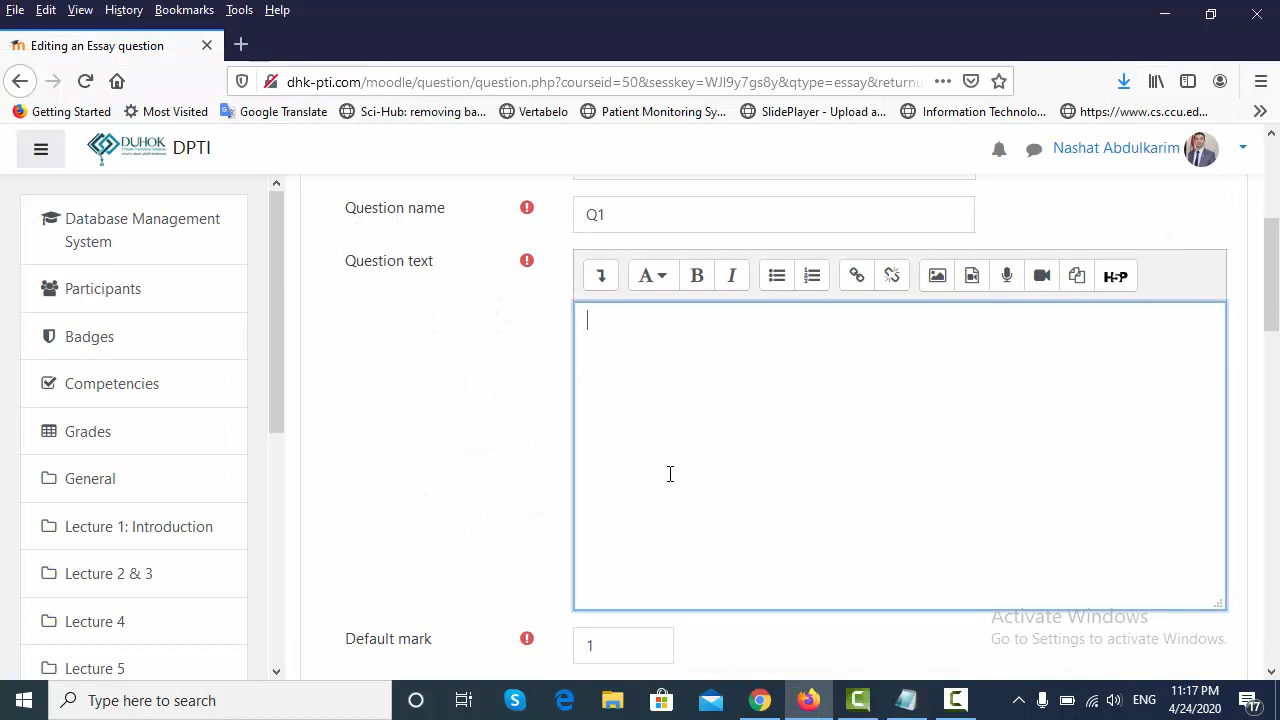 File Edit View History Bookmarks Tools Help
Editing an Essay question
dhk-pti.com/moodle/question/question.php?courseid=50&sesskey=WJl9y7gs8y&qtype=essay&returnu
Getting Started Most Visited Google Translate Sci-Hub: removing ba... Vertabelo Patient Monitoring Sy... SlidePlayer - Upload a... Information Technolo... https://www.cs.ccu.ed...
DUHOK DPTI Nashat Abdulkarim
Database Management
System
Participants
Badges
Competencies
Grades
General
Lecture 1: Introduction
Lecture 2 & 3
Lecture 4
Lecture 5
Question name Q1
Question text
A B I H-P
Default mark 1
Activate Windows
Go to Settings to activate Windows.
Type here to search
ENG
11:17 PM
4/24/2020
17